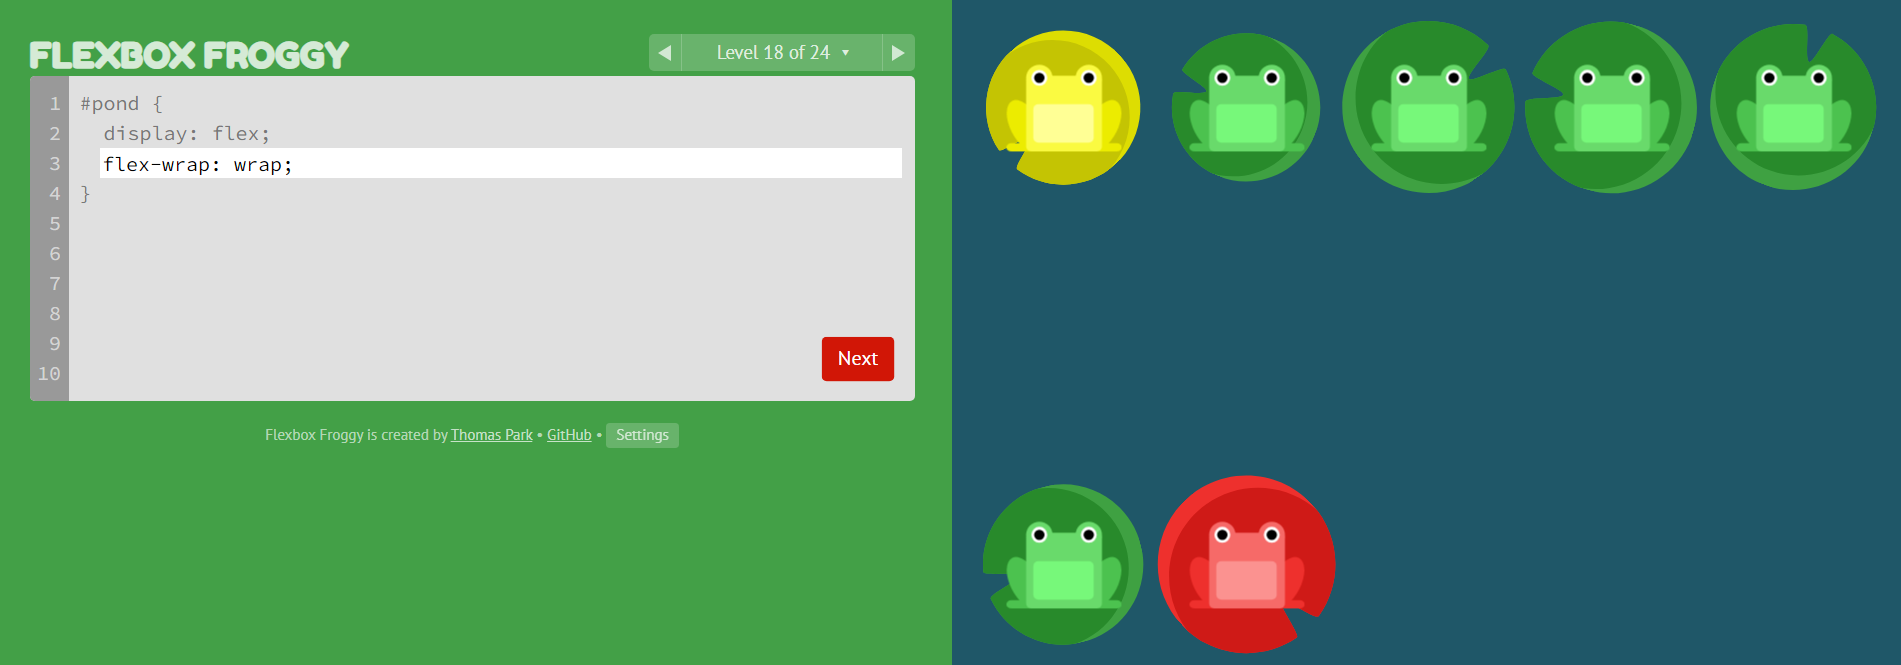 FLEXBOX FROGGY
◀ Level 18 of 24 ▼ ▶
1 #pond {
2 display: flex;
3 flex-wrap: wrap;
4 }
5
6
7
8
9
10
Next
Flexbox Froggy is created by Thomas Park • GitHub • Settings